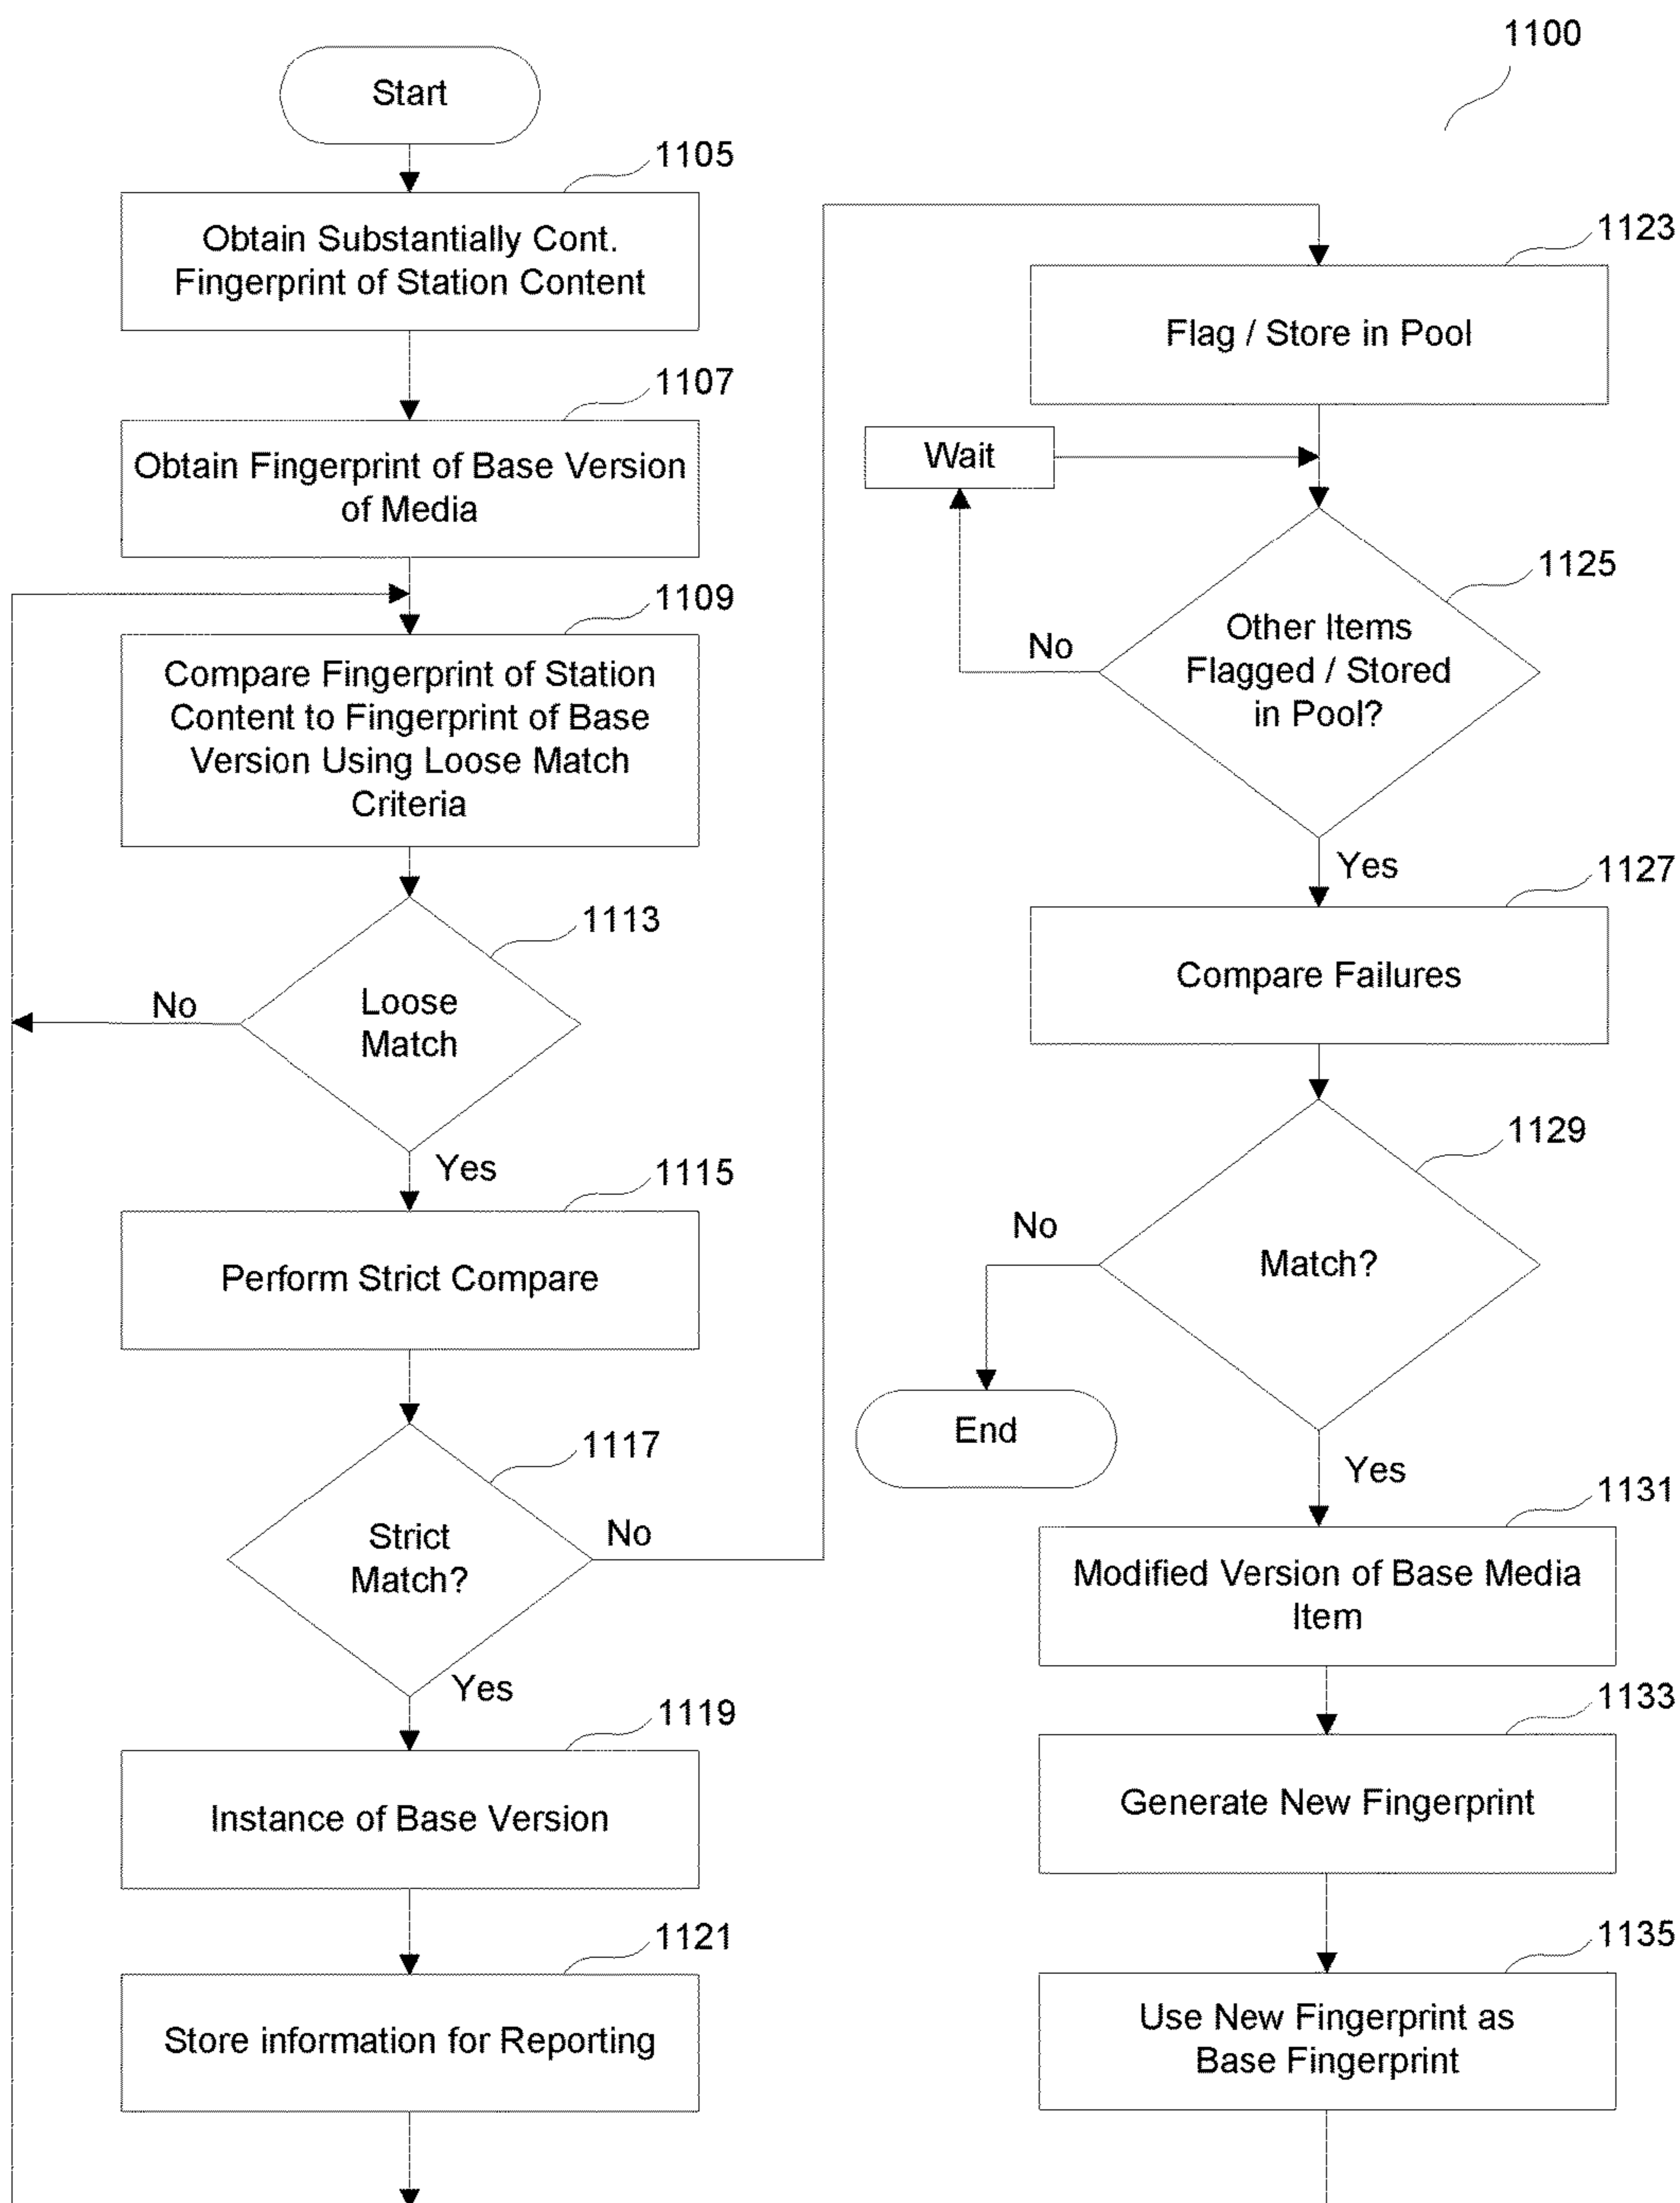 1100
Start
1105
Obtain Substantially Cont.
Fingerprint of Station Content
1107
Obtain Fingerprint of Base Version
of Media
1109
Compare Fingerprint of Station
Content to Fingerprint of Base
Version Using Loose Match
Criteria
1113
Loose
Match
No
Yes
1115
Perform Strict Compare
1117
Strict
Match?
No
Yes
1119
Instance of Base Version
1121
Store information for Reporting
1123
Flag / Store in Pool
Wait
1125
Other Items
Flagged / Stored
in Pool?
No
Yes
1127
Compare Failures
1129
Match?
No
End
Yes
1131
Modified Version of Base Media
Item
1133
Generate New Fingerprint
1135
Use New Fingerprint as
Base Fingerprint